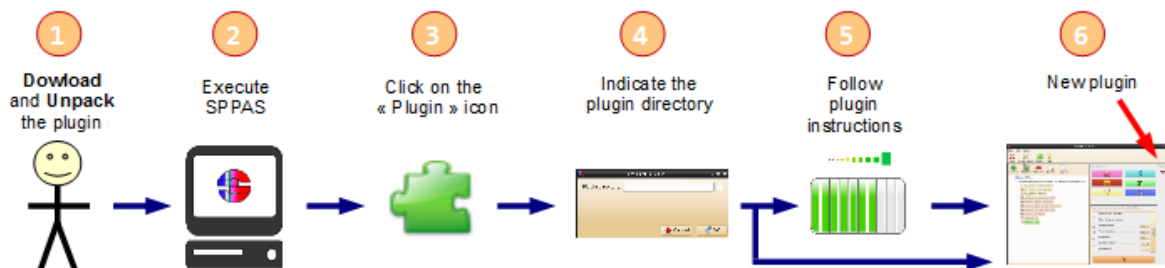 1
Dowload
and Unpack
the plugin
2
Execute
SPPAS
3
Click on the
« Plugin » icon
4
Indicate the
plugin directory
5
Follow
plugin
instructions
6
New plugin